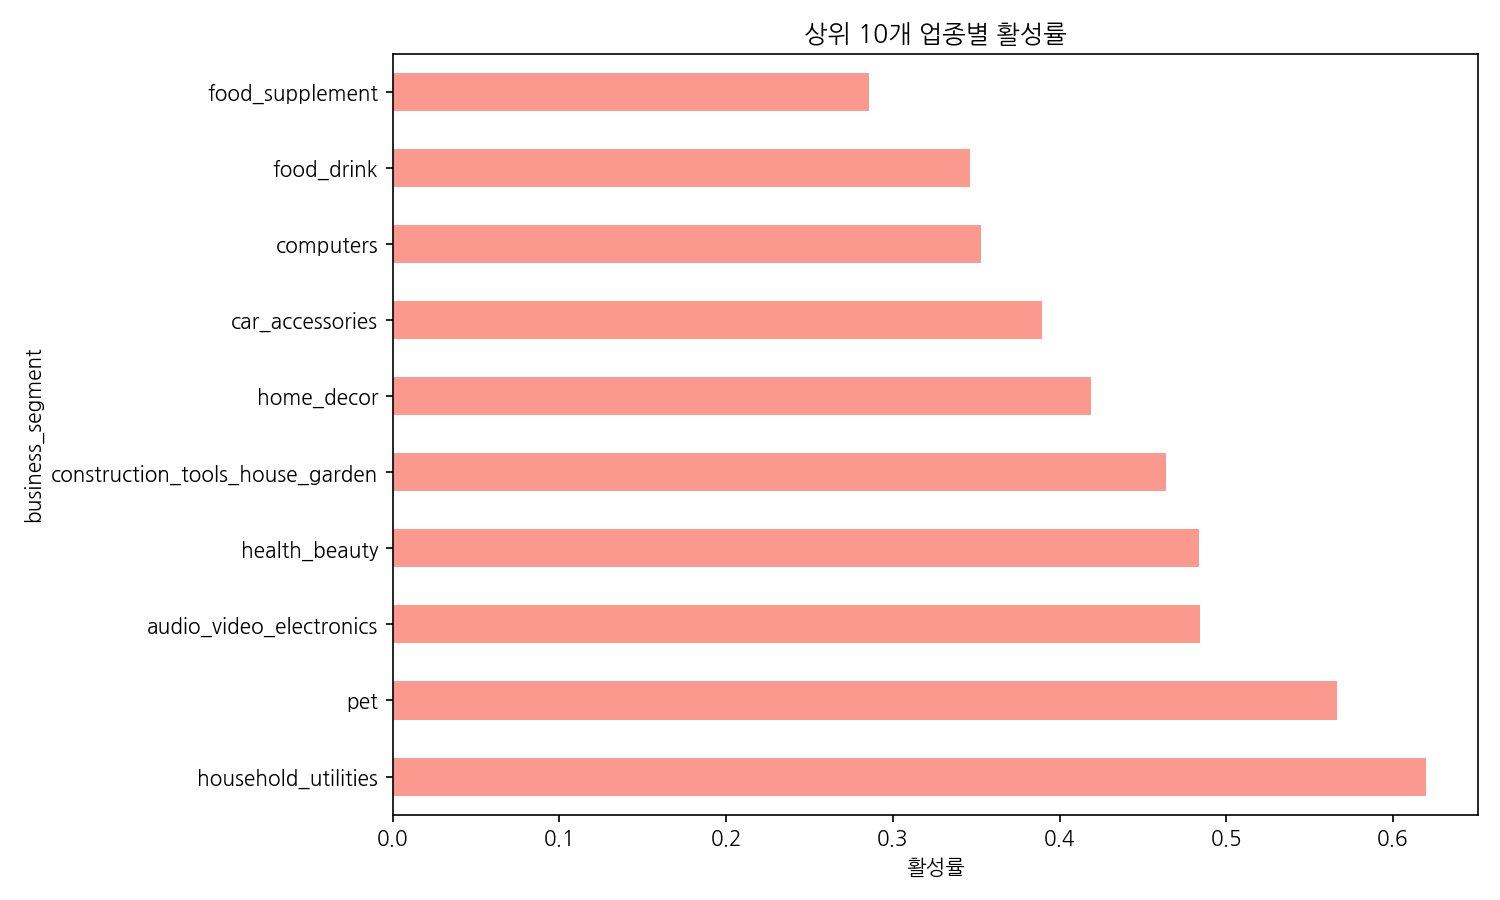 상위 10개 업종별 활성률
business_segment
food_supplement
food_drink
computers
car_accessories
home_decor
construction_tools_house_garden
health_beauty
audio_video_electronics
pet
household_utilities
0.0 0.1 0.2 0.3 0.4 0.5 0.6
활성률